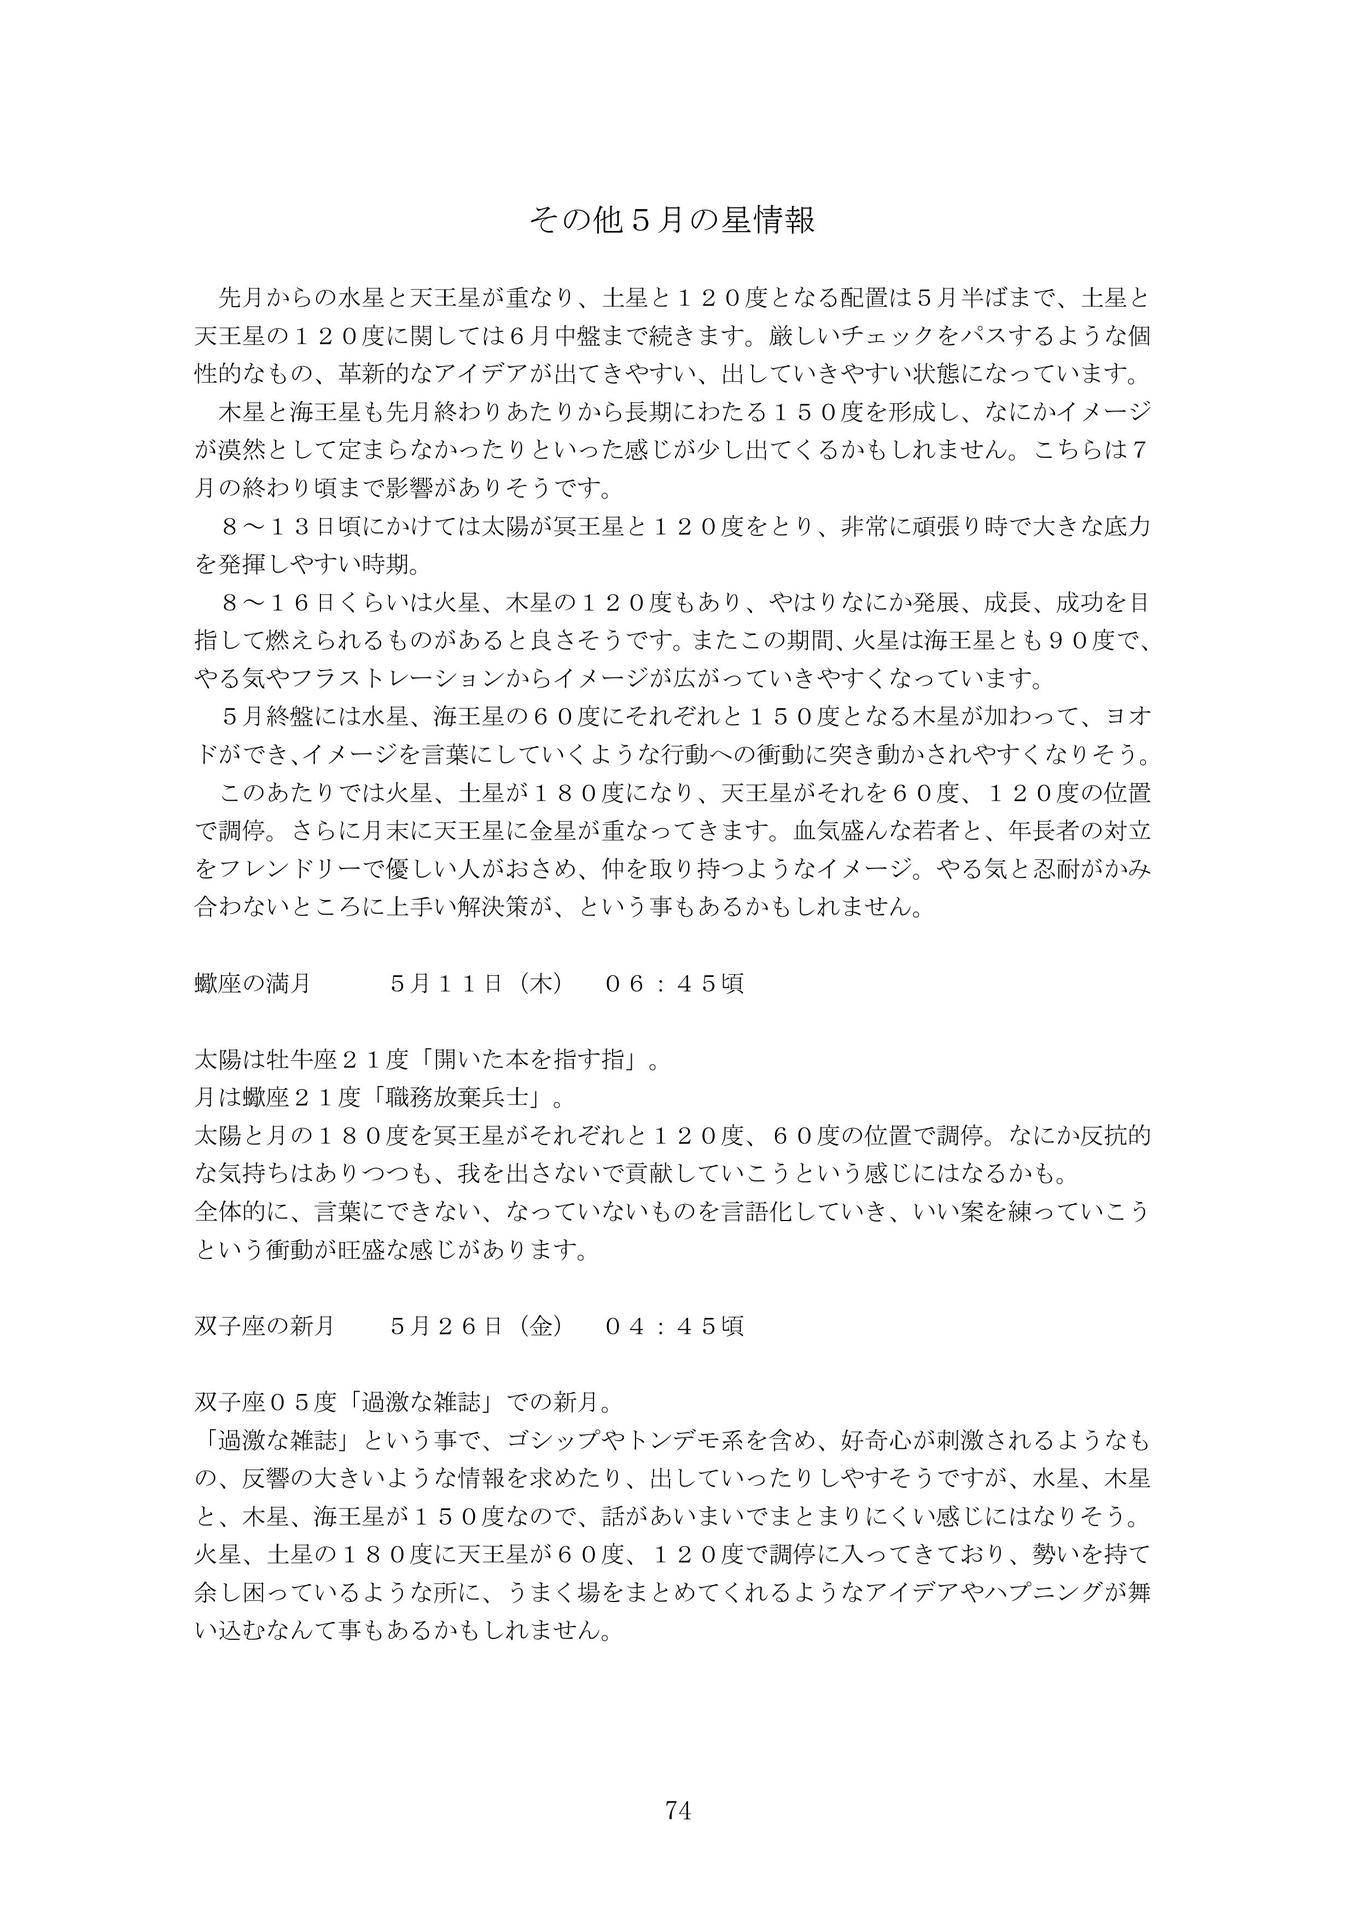 その他５月の星情報
　先月からの水星と天王星が重なり、土星と１２０度となる配置は５月半ばまで、土星と
天王星の１２０度に関しては６月中盤まで続きます。厳しいチェックをパスするような個
性的なもの、革新的なアイデアが出てきやすい、出していきやすい状態になっています。
　木星と海王星も先月終わりあたりから長期にわたる１５０度を形成し、なにかイメージ
が漠然として定まらなかったりといった感じが少し出てくるかもしれません。こちらは７
月の終わり頃まで影響がありそうです。
　８～１３日頃にかけては太陽が冥王星と１２０度をとり、非常に頑張り時で大きな底力
を発揮しやすい時期。
　８～１６日くらいは火星、木星の１２０度もあり、やはりなにか発展、成長、成功を目
指して燃えられるものがあると良さそうです。またこの期間、火星は海王星とも９０度で、
やる気やフラストレーションからイメージが広がっていきやすくなっています。
　５月終盤には水星、海王星の６０度にそれぞれと１５０度となる木星が加わって、ヨオ
ドができ、イメージを言葉にしていくような行動への衝動に突き動かされやすくなりそう。
　このあたりでは火星、土星が１８０度になり、天王星がそれを６０度、１２０度の位置
で調停。さらに月末に天王星に金星が重なってきます。血気盛んな若者と、年長者の対立
をフレンドリーで優しい人がおさめ、仲を取り持つようなイメージ。やる気と忍耐がかみ
合わないところに上手い解決策が、という事もあるかもしれません。
蠍座の満月　　　５月１１日（木）　０６：４５頃
太陽は牡牛座２１度「開いた本を指す指」。
月は蠍座２１度「職務放棄兵士」。
太陽と月の１８０度を冥王星がそれぞれと１２０度、６０度の位置で調停。なにか反抗的
な気持ちはありつつも、我を出さないで貢献していこうという感じにはなるかも。
全体的に、言葉にできない、なっていないものを言語化していき、いい案を練っていこう
という衝動が旺盛な感じがあります。
双子座の新月　　５月２６日（金）　０４：４５頃
双子座０５度「過激な雑誌」での新月。
「過激な雑誌」という事で、ゴシップやトンデモ系を含め、好奇心が刺激されるようなも
の、反響の大きいような情報を求めたり、出していったりしやすそうですが、水星、木星
と、木星、海王星が１５０度なので、話があいまいでまとまりにくい感じにはなりそう。
火星、土星の１８０度に天王星が６０度、１２０度で調停に入ってきており、勢いを持て
余し困っているような所に、うまく場をまとめてくれるようなアイデアやハプニングが舞
い込むなんて事もあるかもしれません。
74